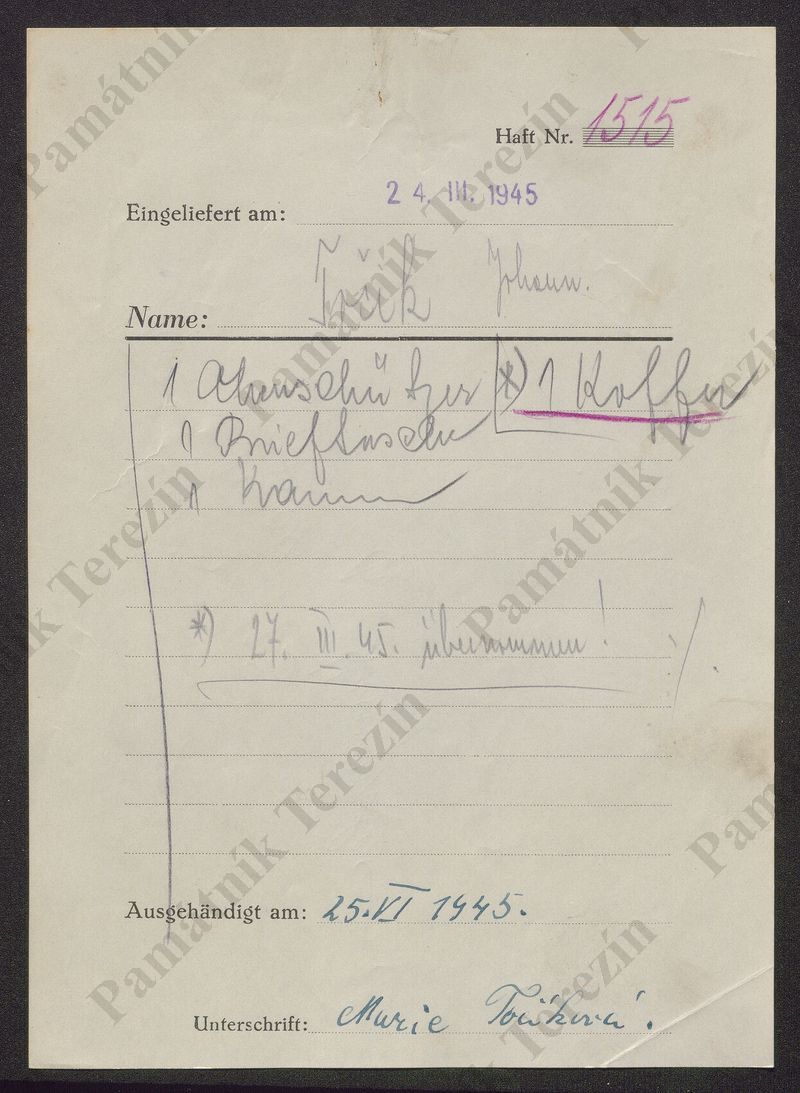 Haft Nr. 1515
Eingeliefert am: 24. III. 1945
Name: Johann.
1 Ohrenschützer *) 1 Koffer
1 Brieftasche
1 Kamm
*) 27. III. 45. übernommen!
Ausgehändigt am: 25. VI 1945.
Unterschrift: Marie
Památník Terezín